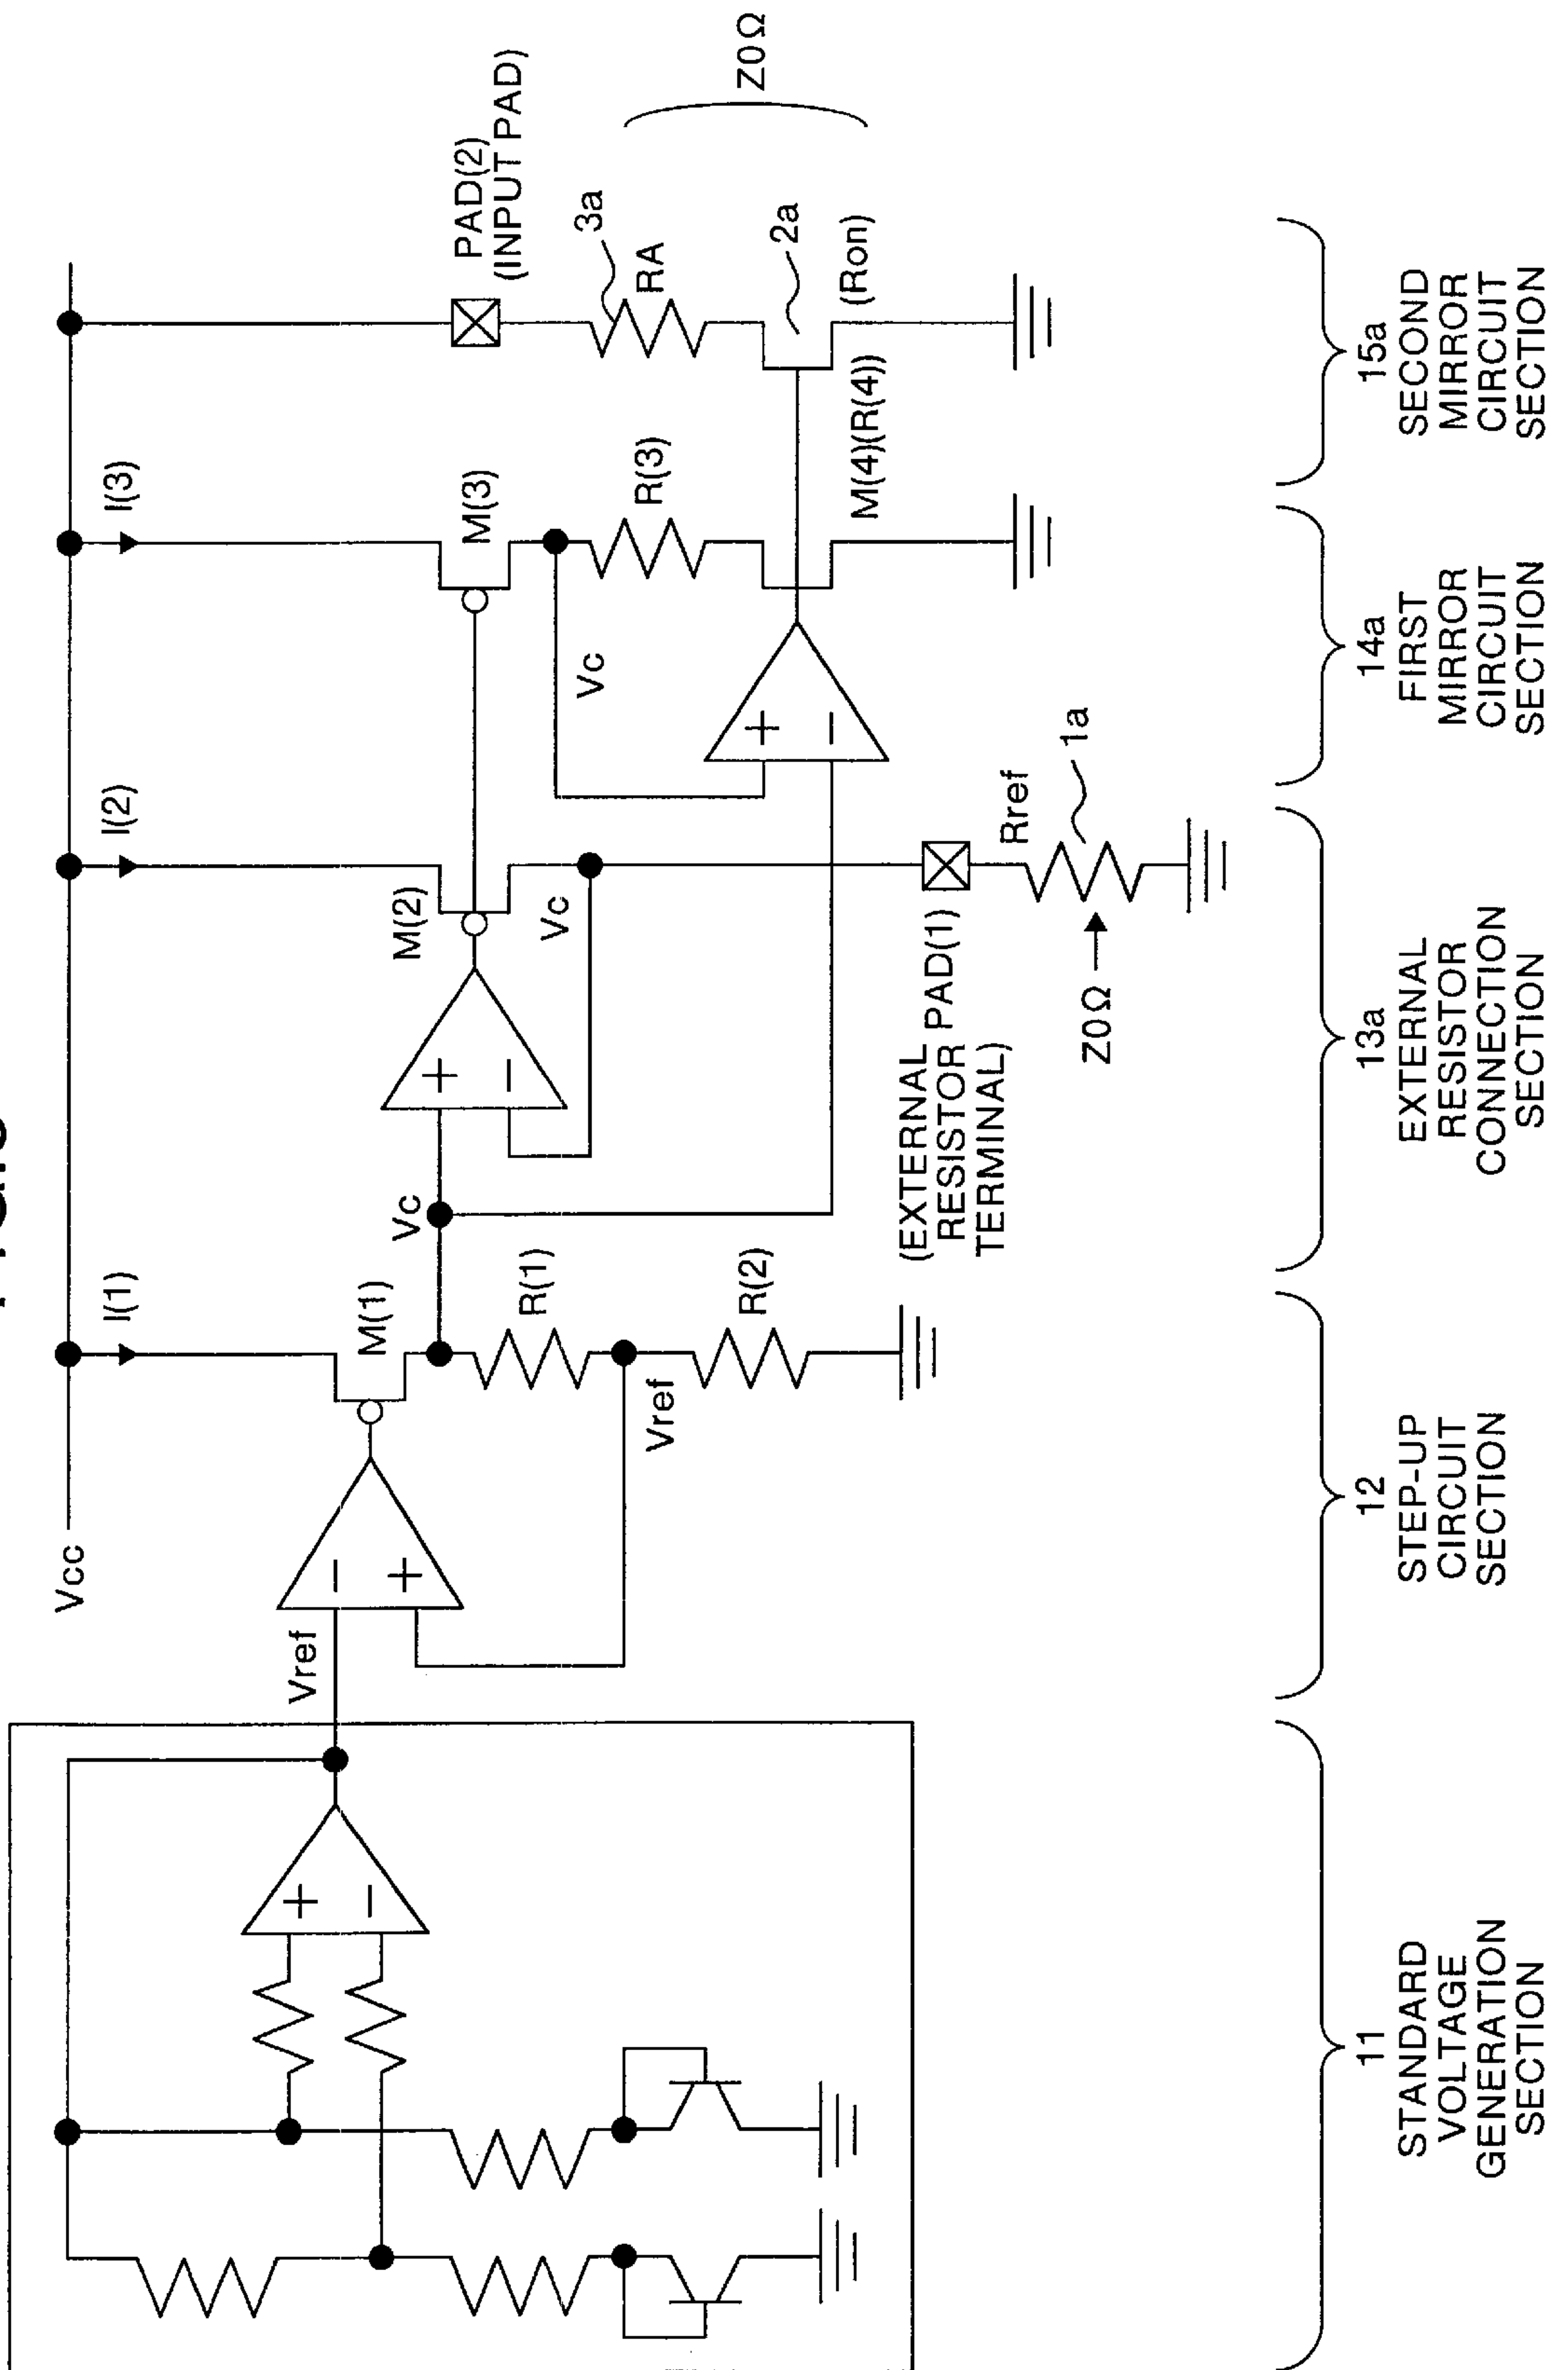 Vcc
I(1)
I(2)
I(3)
Vref
−
+
M(1)
Vc
R(1)
Vref
R(2)
+
−
M(2)
Vc
+
−
M(3)
Vc
R(3)
+
−
M(4)(R(4))
PAD(2)
(INPUT PAD)
3a
RA
2a
(Ron)
Z0Ω
(EXTERNAL
RESISTOR PAD(1)
TERMINAL)
Rref
1a
Z0Ω
11
STANDARD
VOLTAGE
GENERATION
SECTION
12
STEP-UP
CIRCUIT
SECTION
13a
EXTERNAL
RESISTOR
CONNECTION
SECTION
14a
FIRST
MIRROR
CIRCUIT
SECTION
15a
SECOND
MIRROR
CIRCUIT
SECTION